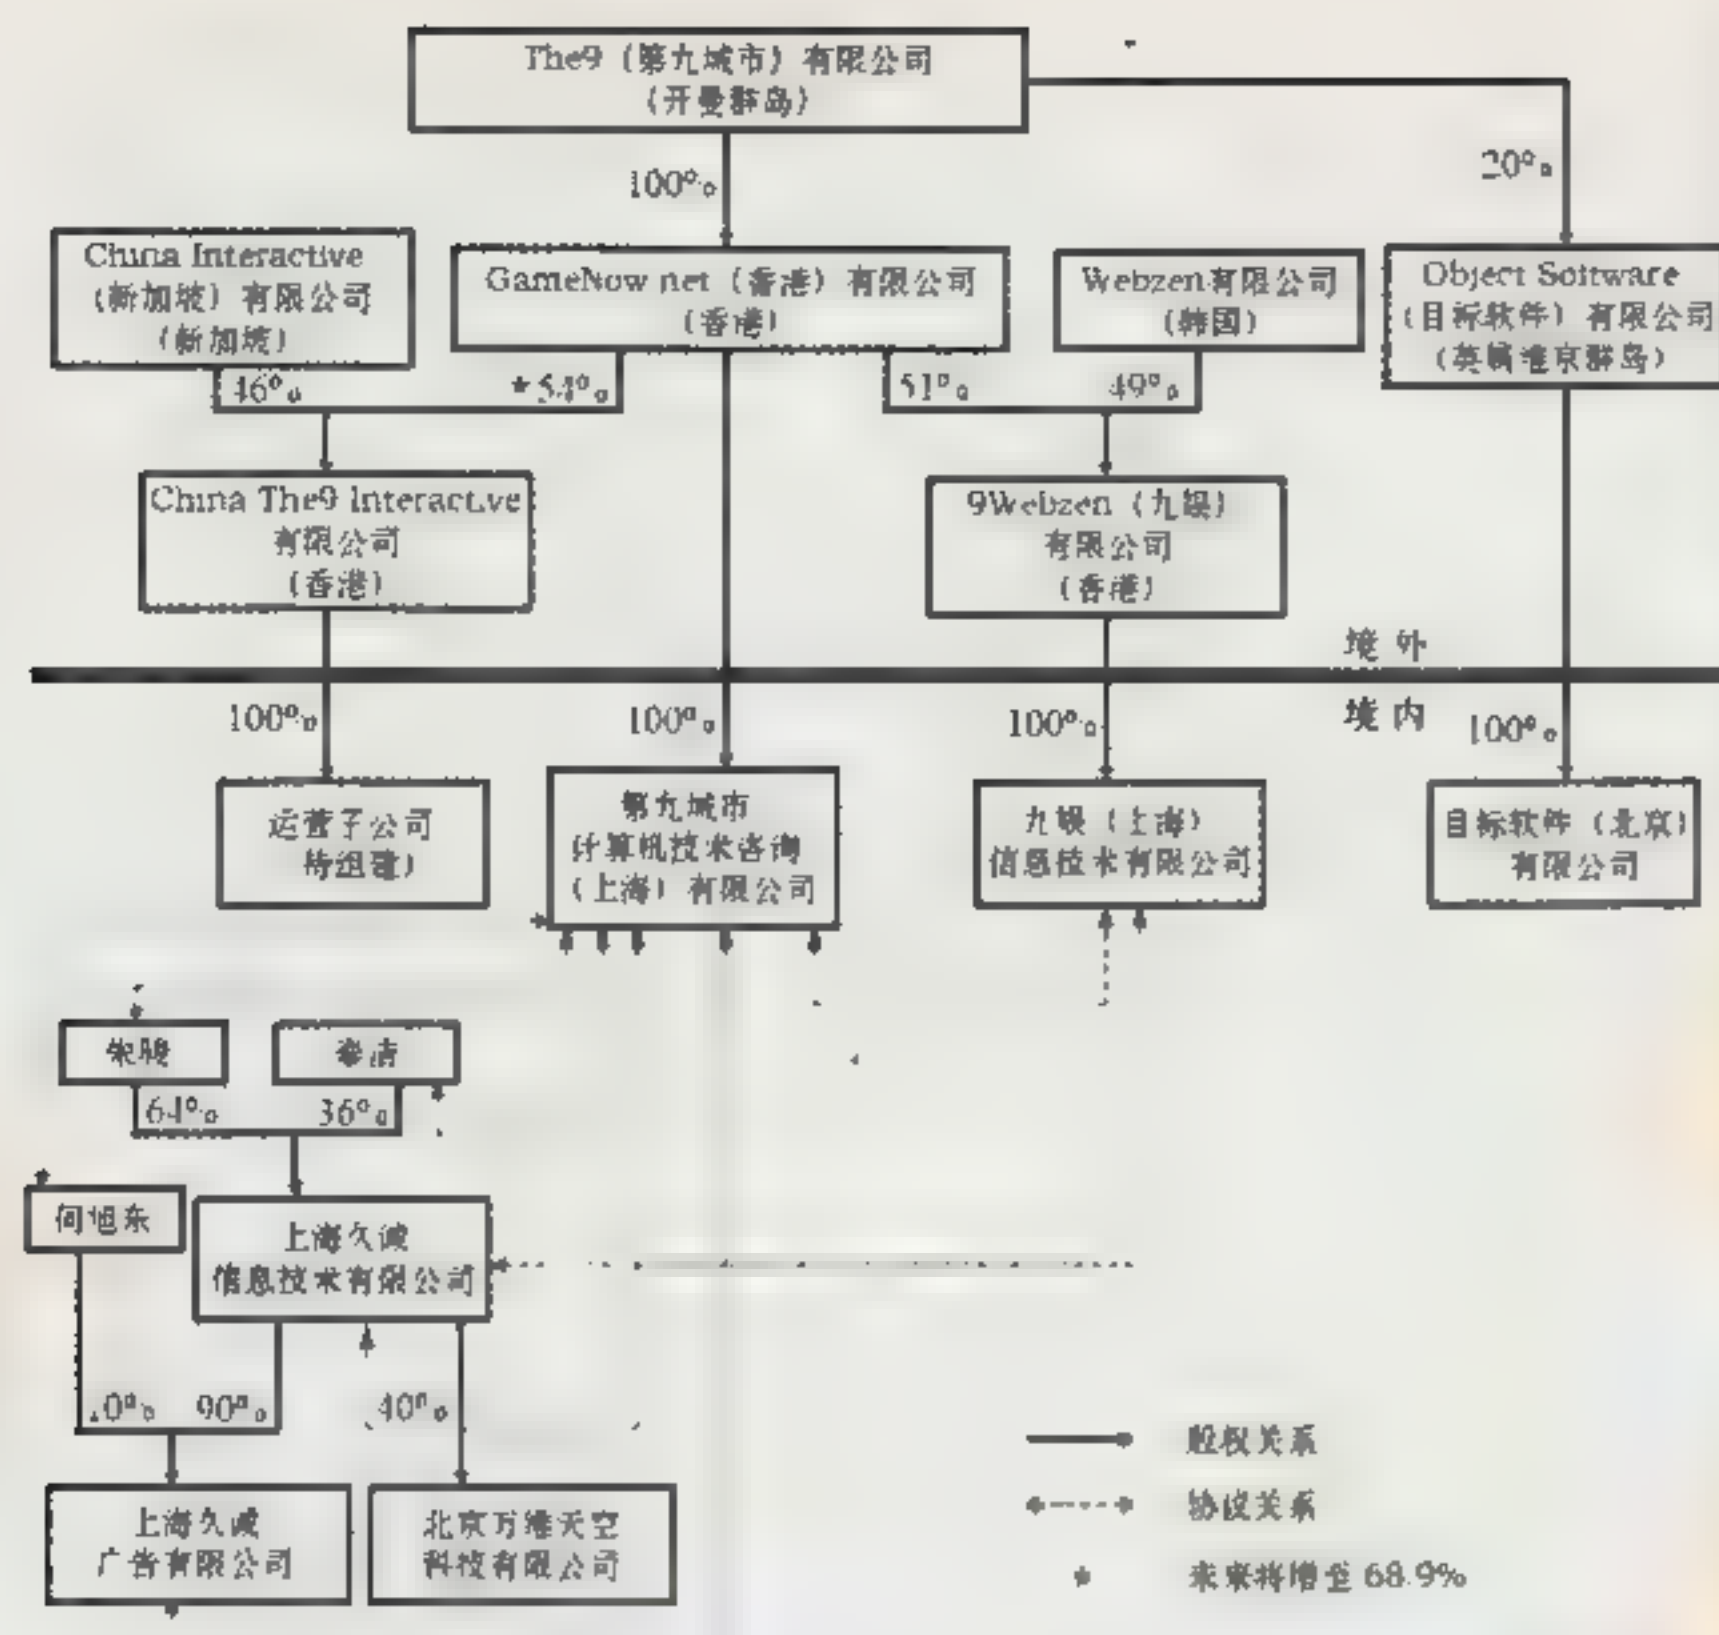 The9（第九城市）有限公司
（开曼群岛）
100%
20%
China Interactive
（新加坡）有限公司
（新加坡）
GameNow net（香港）有限公司
（香港）
Webzen有限公司
（韩国）
Object Software
（目标软件）有限公司
（英属维京群岛）
46%
*54%
51%
49%
China The9 Interactive
有限公司
（香港）
9Webzen（九娱）
有限公司
（香港）
境 外
境 内
100%
100%
100%
100%
运营子公司
待组建）
第九城市
计算机技术咨询
（上海）有限公司
九娱（上海）
信息技术有限公司
目标软件（北京）
有限公司
朱骏
秦洁
64%
36%
何旭东
上海久诚
信息技术有限公司
0%
90%
40%
上海久诚
广告有限公司
北京万维天空
科技有限公司
股权关系
协议关系
未来将增至 68.9%